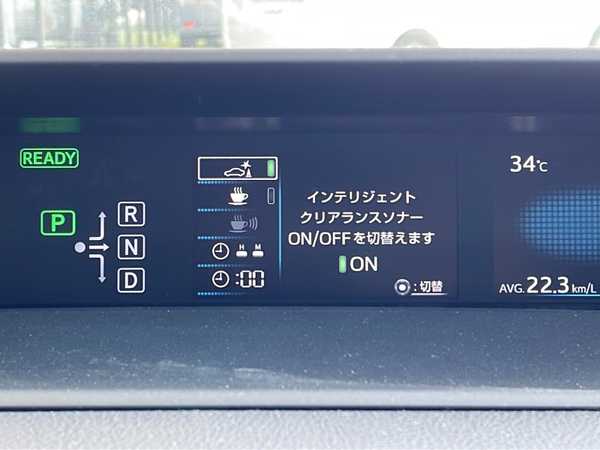 READY
P
R
N
D
H M
:00
インテリジェント
クリアランスソナー
ON/OFFを切替えます
ON
:切替
34℃
AVG.22.3km/L